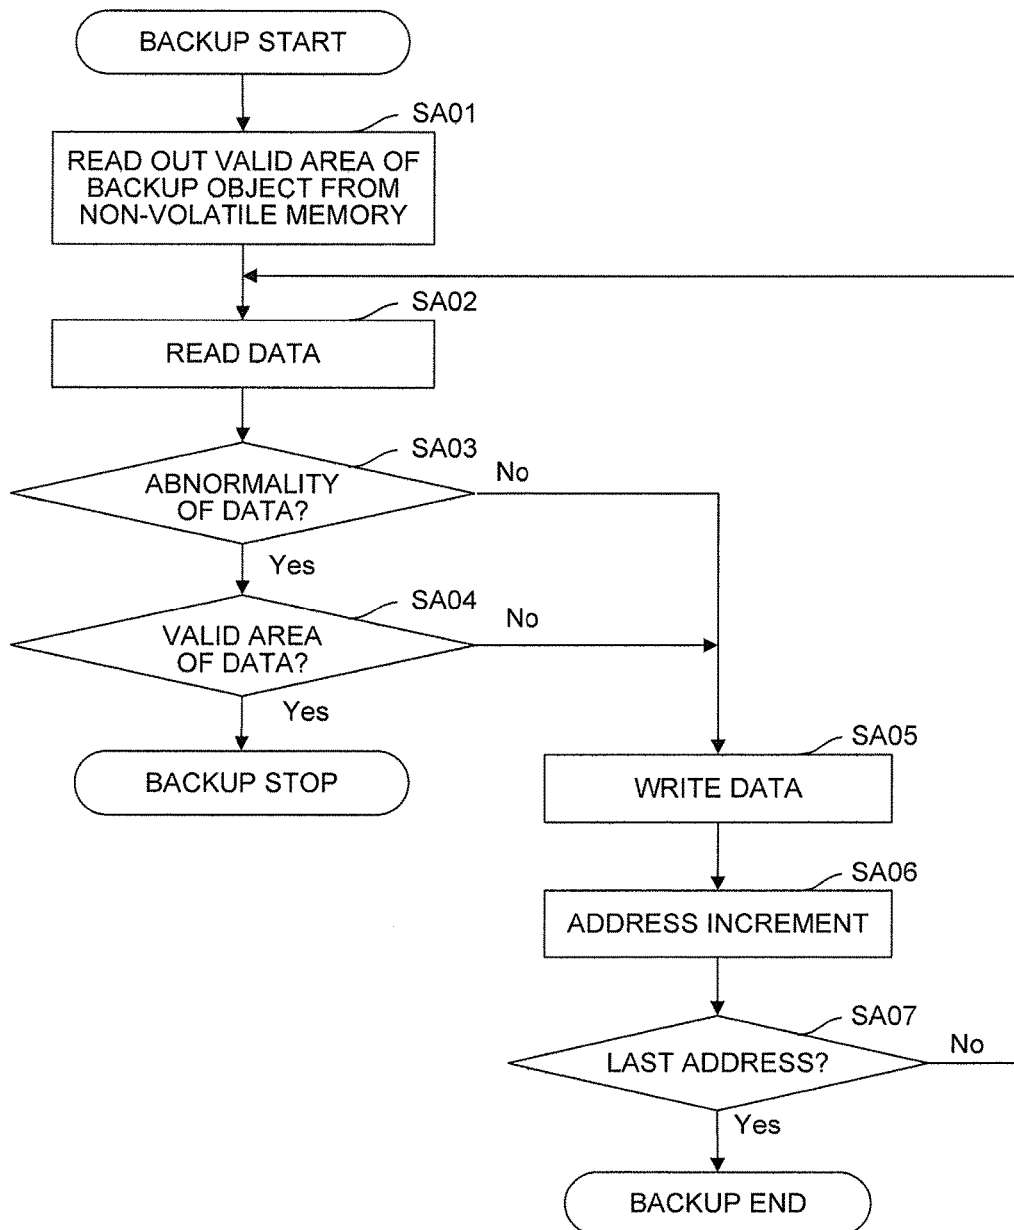 BACKUP START
SA01
READ OUT VALID AREA OF
BACKUP OBJECT FROM
NON-VOLATILE MEMORY
SA02
READ DATA
SA03
ABNORMALITY
OF DATA?
No
Yes
SA04
VALID AREA
OF DATA?
No
Yes
BACKUP STOP
SA05
WRITE DATA
SA06
ADDRESS INCREMENT
SA07
LAST ADDRESS?
No
Yes
BACKUP END